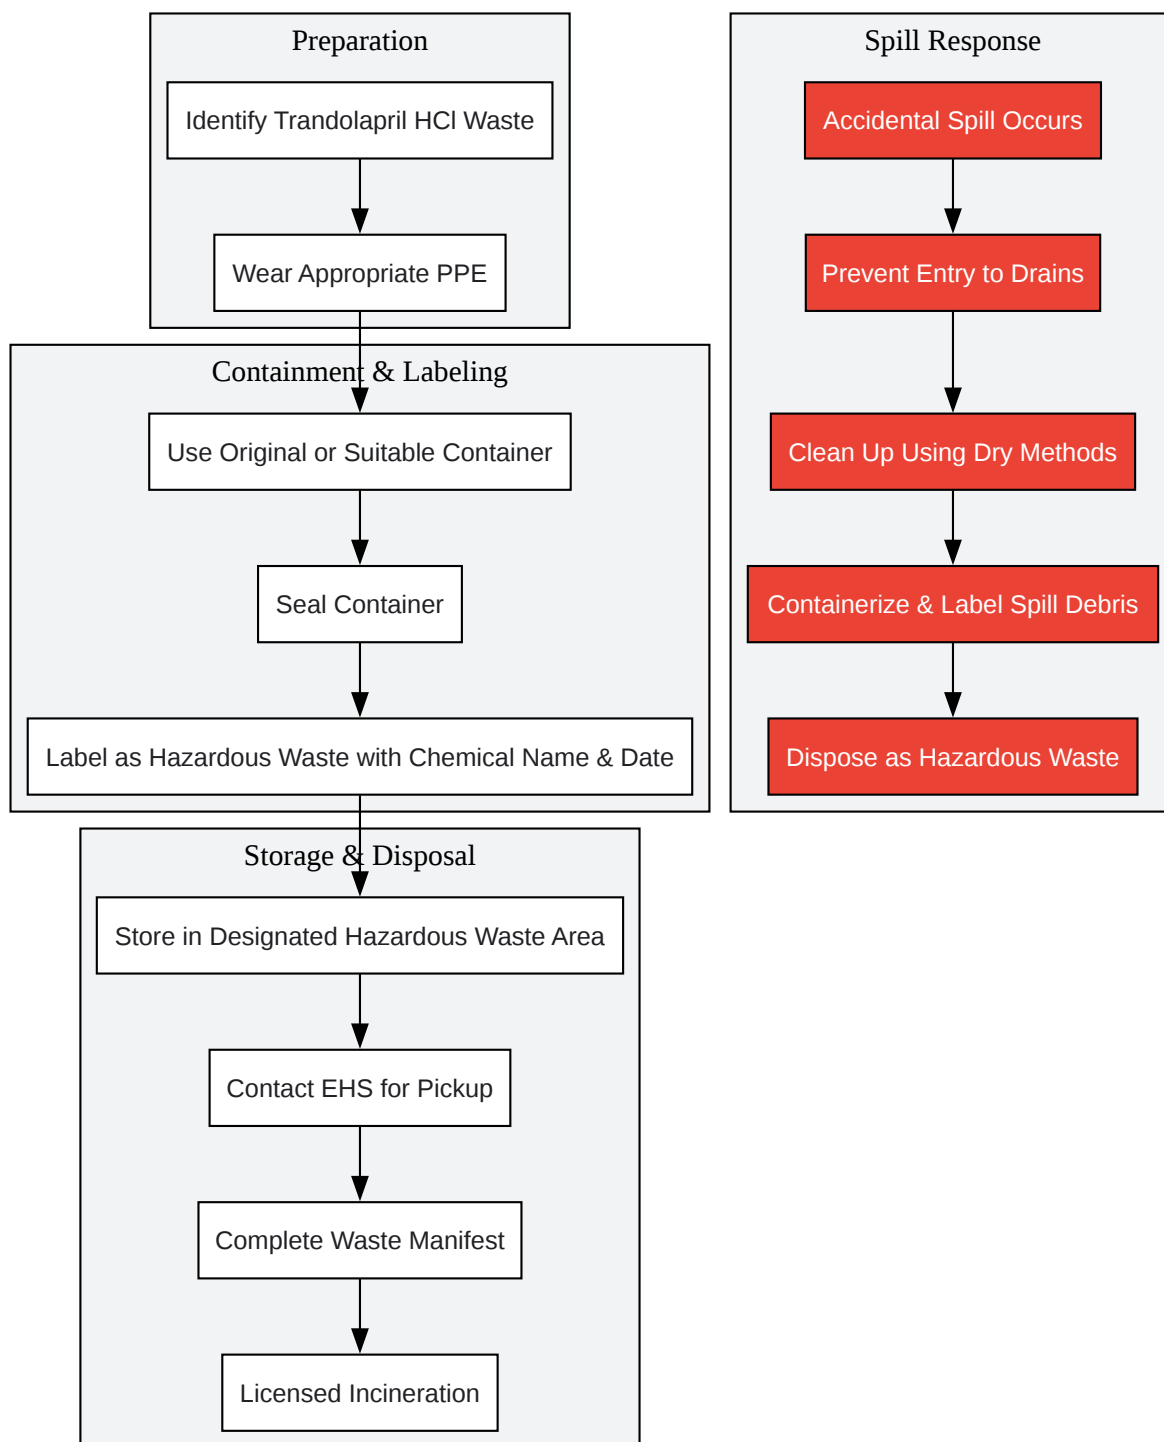 Preparation
Identify Trandolapril HCl Waste
Wear Appropriate PPE
Containment & Labeling
Use Original or Suitable Container
Seal Container
Label as Hazardous Waste with Chemical Name & Date
Storage & Disposal
Store in Designated Hazardous Waste Area
Contact EHS for Pickup
Complete Waste Manifest
Licensed Incineration
Spill Response
Accidental Spill Occurs
Prevent Entry to Drains
Clean Up Using Dry Methods
Containerize & Label Spill Debris
Dispose as Hazardous Waste